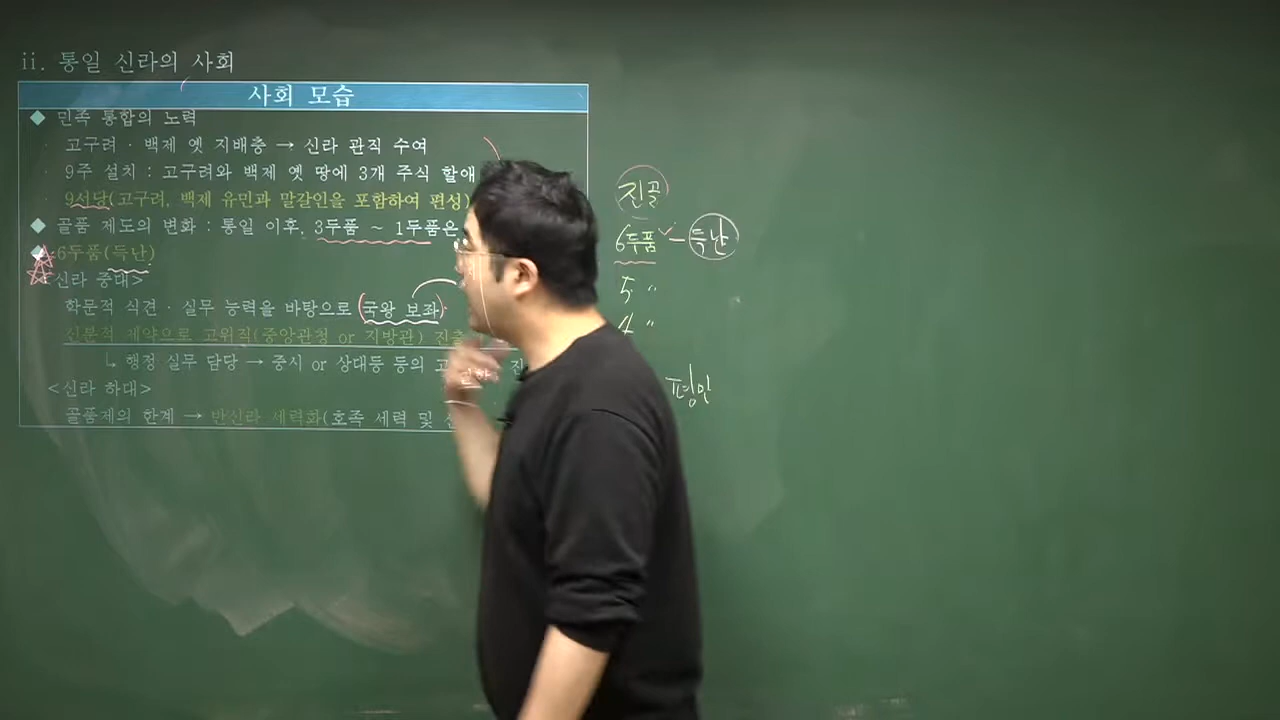 ii. 통일 신라의 사회
사회 모습
◆ 민족 통합의 노력
· 고구려 · 백제 옛 지배층 → 신라 관직 수여
· 9주 설치 : 고구려와 백제 옛 땅에 3개 주식 할애
· 9서당(고구려, 백제 유민과 말갈인을 포함하여 편성)
◆ 골품 제도의 변화 : 통일 이후, 3두품 ~ 1두품은
◆ 6두품(득난)
<신라 중대>
학문적 식견 · 실무 능력을 바탕으로 (국왕 보좌)
신분적 제약으로 고위직(중앙관청 or 지방관) 진출
↳ 행정 실무 담당 → 중시 or 상대등 등의 고
<신라 하대>
골품제의 한계 → 반신라 세력화(호족 세력 및
진골
6두품 - 득난
5 〃
4 〃
평민